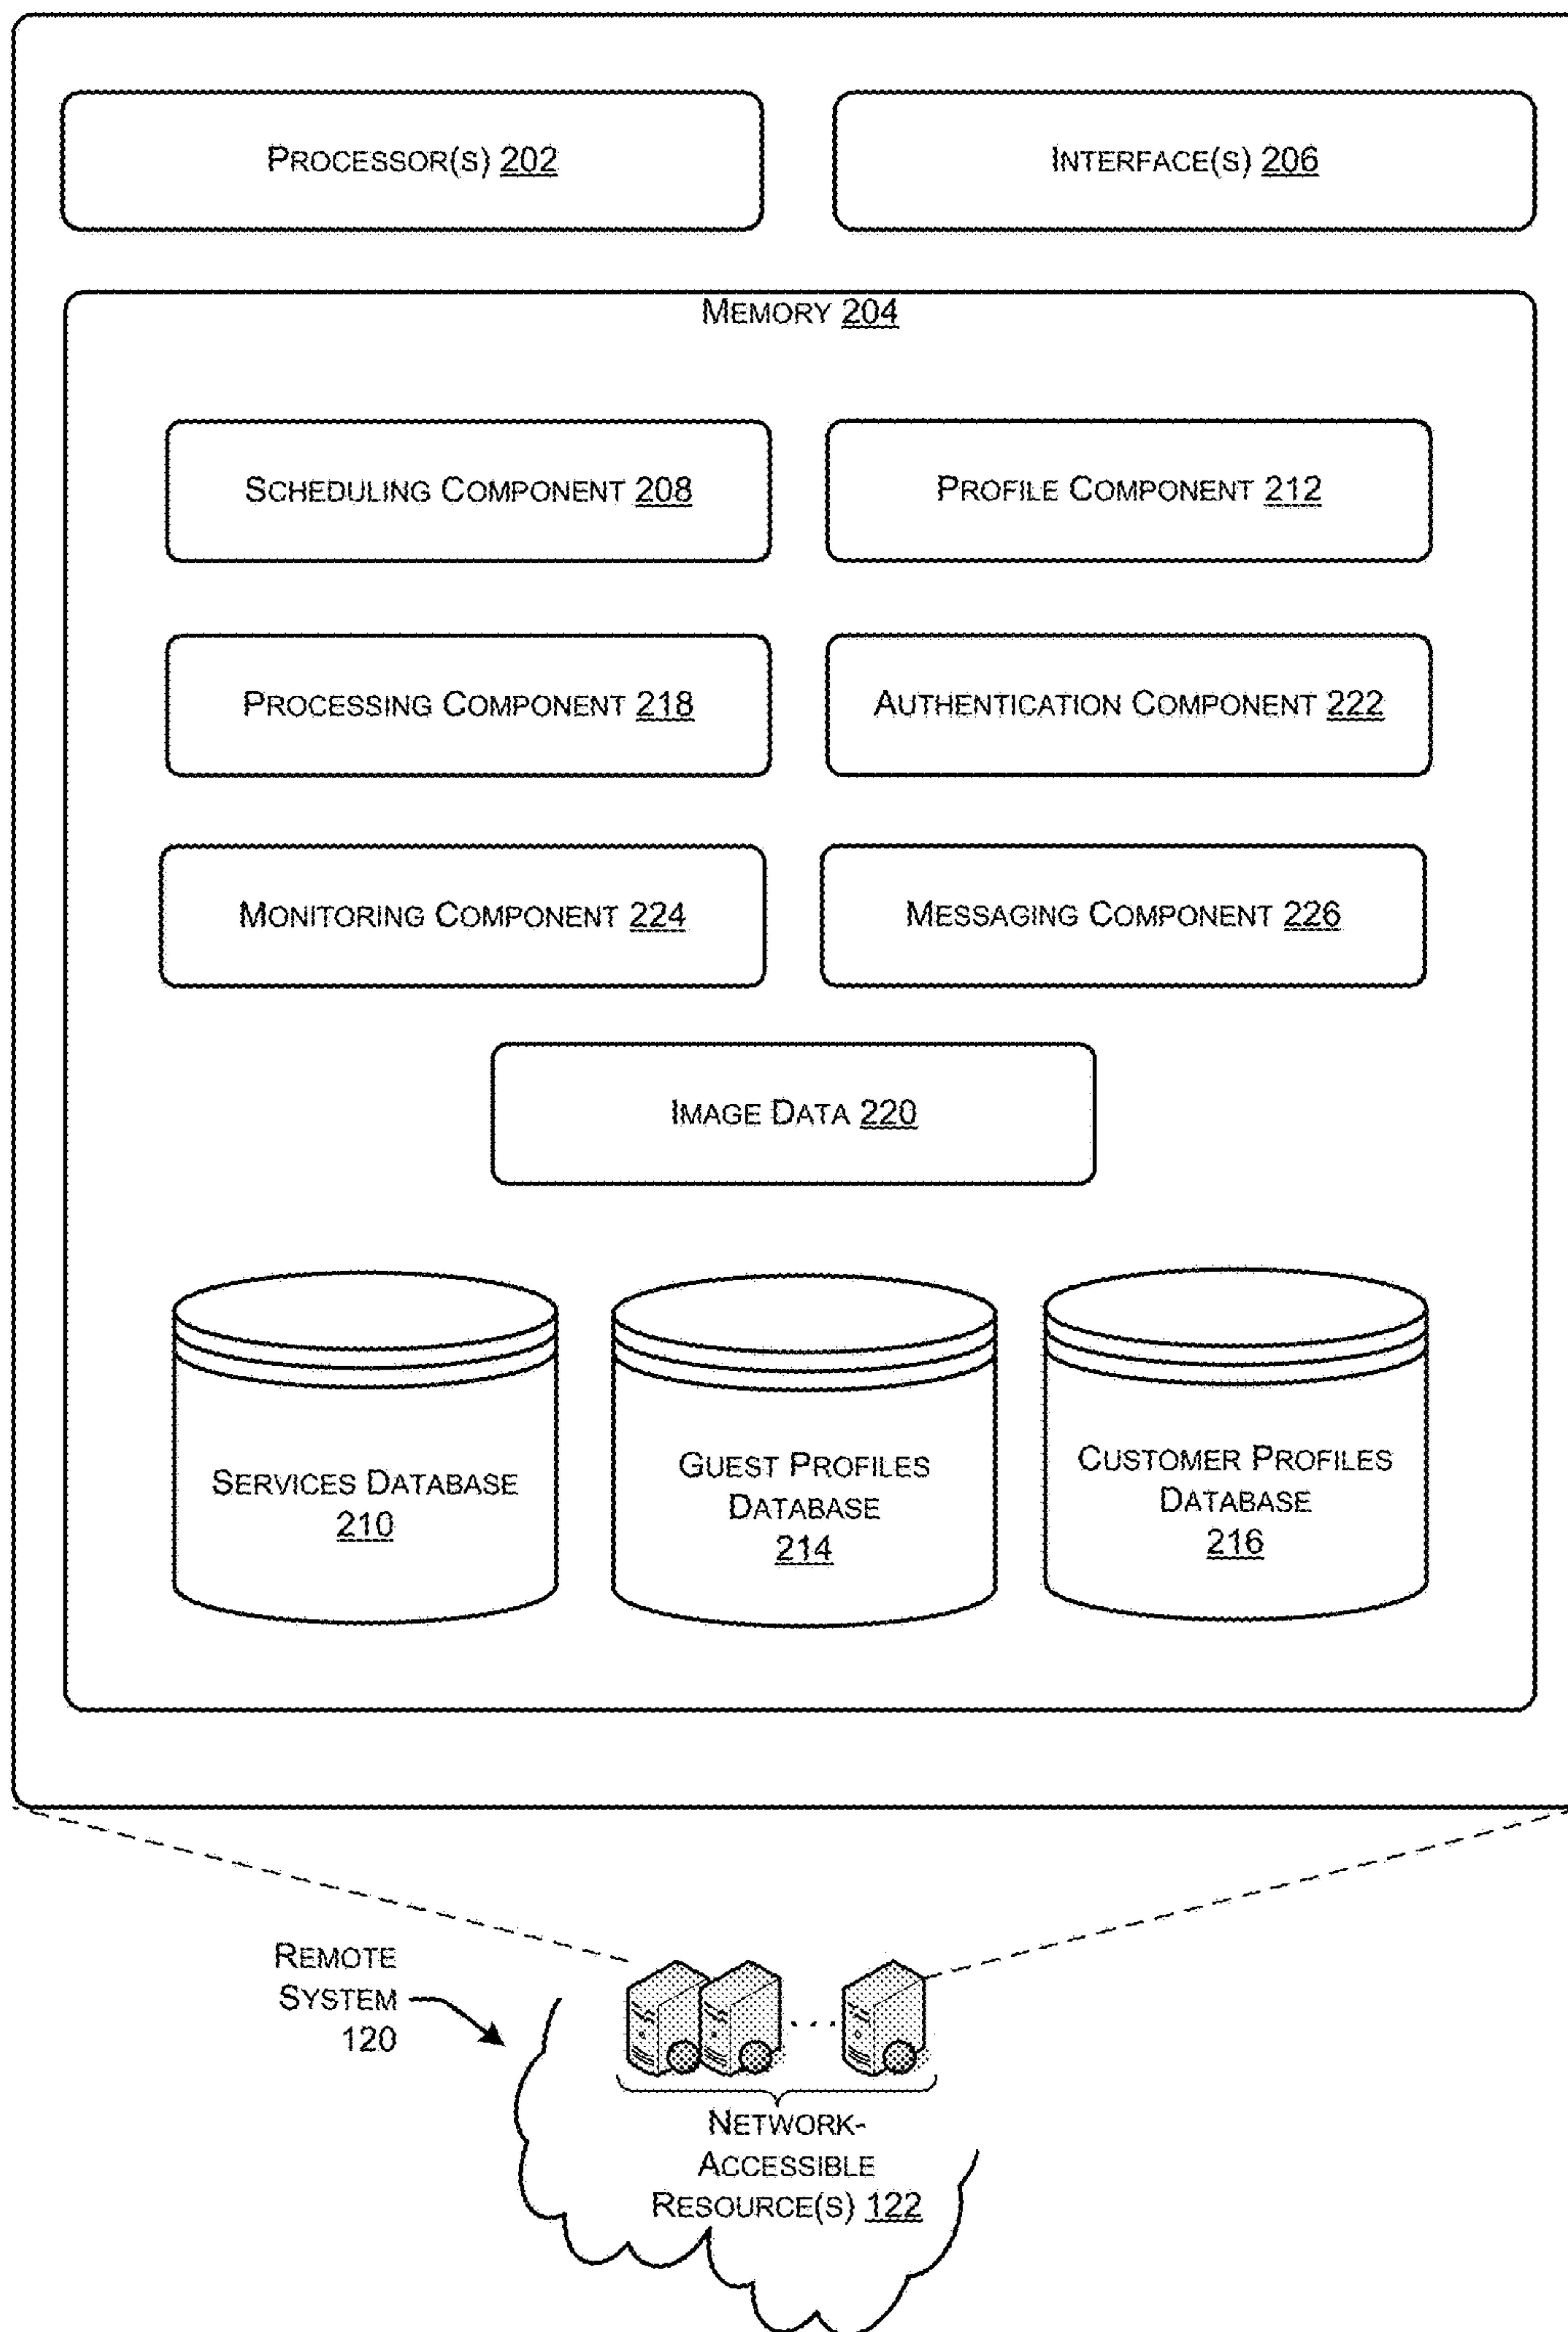 PROCESSOR(S) 202
INTERFACE(S) 206
MEMORY 204
SCHEDULING COMPONENT 208
PROFILE COMPONENT 212
PROCESSING COMPONENT 218
AUTHENTICATION COMPONENT 222
MONITORING COMPONENT 224
MESSAGING COMPONENT 226
IMAGE DATA 220
SERVICES DATABASE
210
GUEST PROFILES
DATABASE
214
CUSTOMER PROFILES
DATABASE
216
REMOTE
SYSTEM
120
NETWORK-
ACCESSIBLE
RESOURCE(S) 122